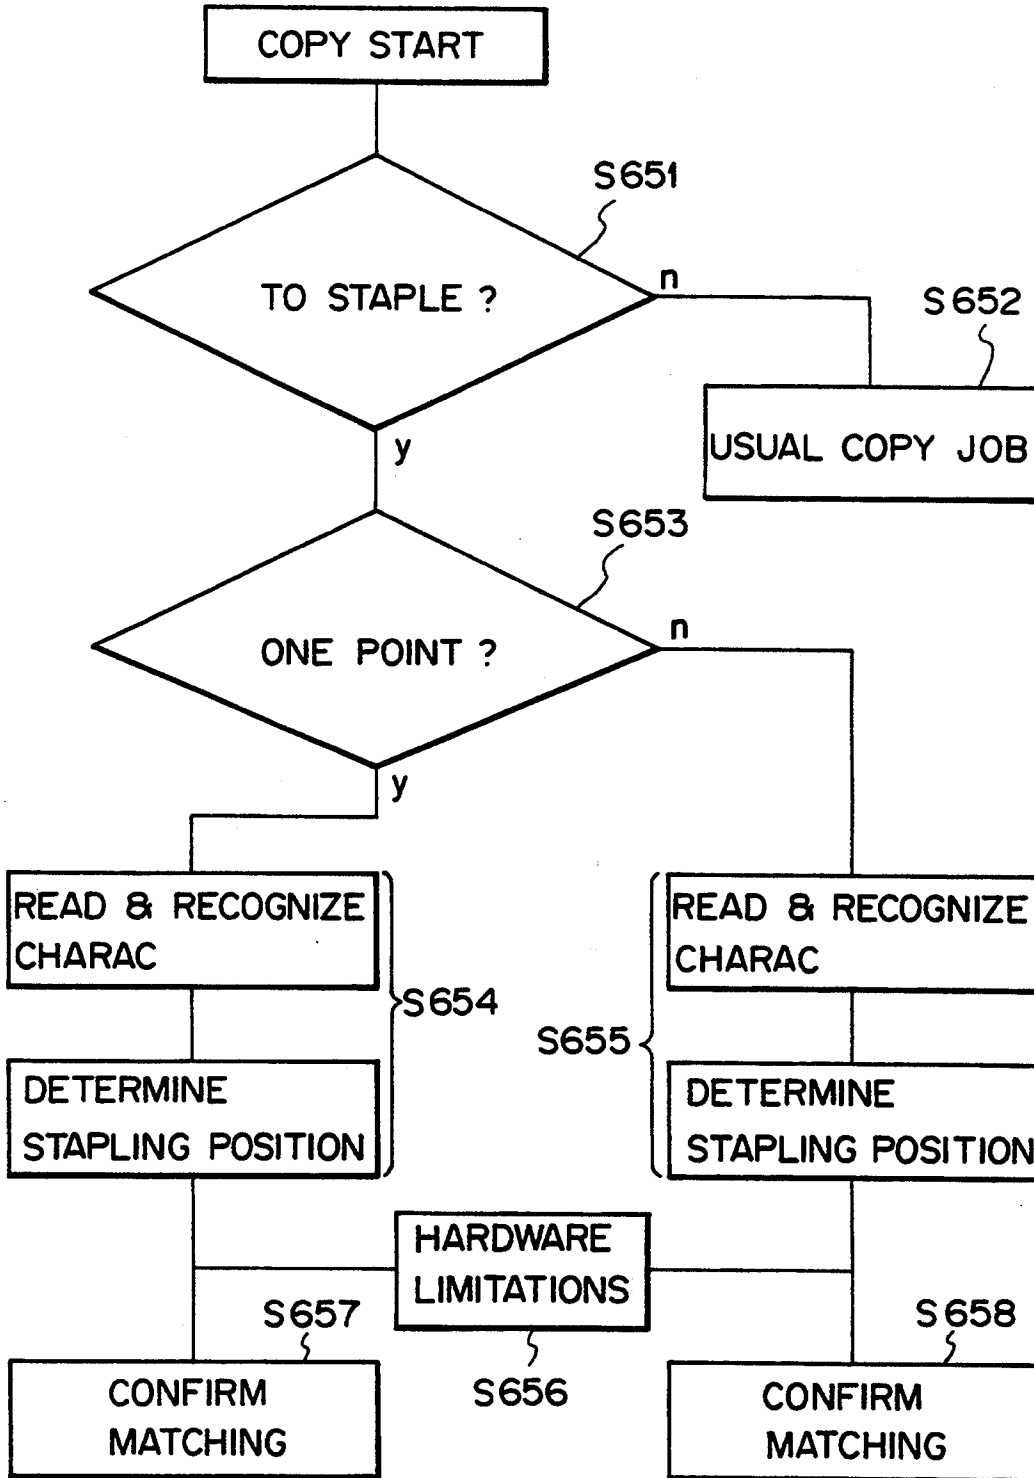 COPY START
S651
TO STAPLE ?
n
S652
y
USUAL COPY JOB
S653
ONE POINT ?
n
y
READ & RECOGNIZE
CHARAC
READ & RECOGNIZE
CHARAC
S654
S655
DETERMINE
STAPLING POSITION
DETERMINE
STAPLING POSITION
HARDWARE
LIMITATIONS
S657
S658
S656
CONFIRM
MATCHING
CONFIRM
MATCHING